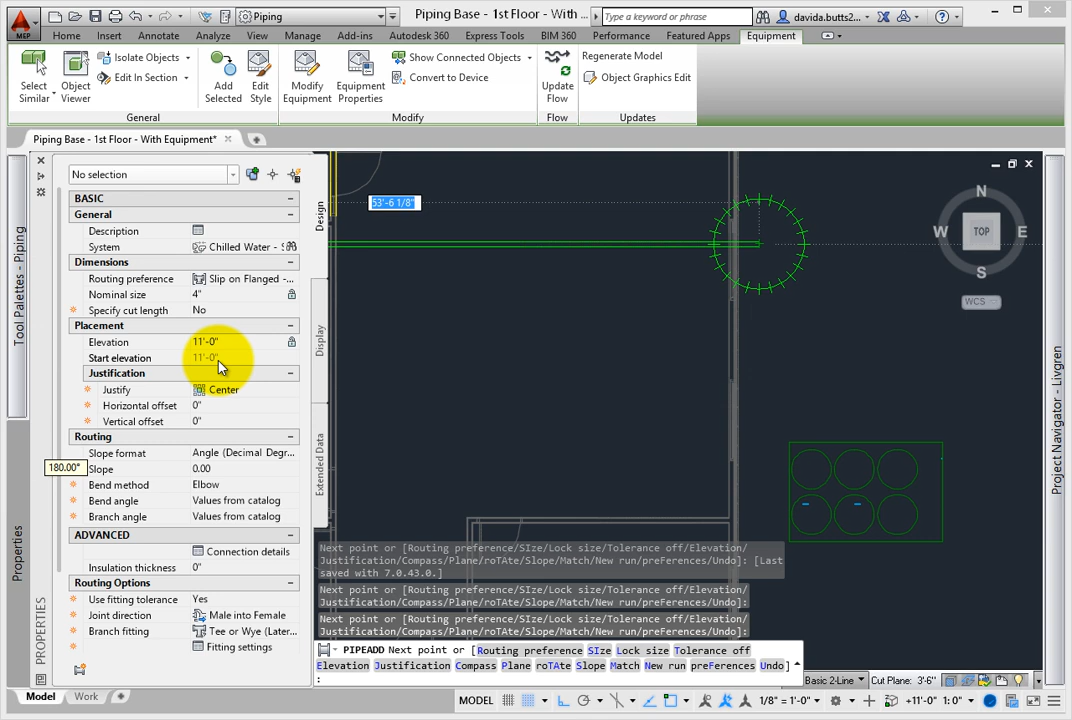 Piping
Piping Base - 1st Floor - With ...
Type a keyword or phrase
davida.butts2...
MEP
Home Insert Annotate Analyze View Manage Add-ins Autodesk 360 Express Tools BIM 360 Performance Featured Apps Equipment
Select Similar
Object Viewer
Isolate Objects
Edit In Section
General
Add Selected
Edit Style
Modify Equipment
Equipment Properties
Show Connected Objects
Convert to Device
Modify
Update Flow
Flow
Regenerate Model
Object Graphics Edit
Updates
Piping Base - 1st Floor - With Equipment*
Tool Palettes - Piping
Properties
PROPERTIES
No selection
BASIC
General
Description
System Chilled Water - S
Dimensions
Routing preference Slip on Flanged -...
Nominal size 4"
Specify cut length No
Placement
Elevation 11'-0"
Start elevation 11'-0"
Justification
Justify Center
Horizontal offset 0"
Vertical offset 0"
Routing
Slope format Angle (Decimal Degr...
180.00°
Slope 0.00
Bend method Elbow
Bend angle Values from catalog
Branch angle Values from catalog
ADVANCED
Connection details
Insulation thickness 0"
Routing Options
Use fitting tolerance Yes
Joint direction Male into Female
Branch fitting Tee or Wye (Later...
Fitting settings
Design
Display
Extended Data
53'-6 1/8"
N
W TOP E
S
WCS
Project Navigator - Livgren
Next point or [Routing preference/SIze/Lock size/Tolerance off/Elevation/
Justification/Compass/Plane/roTAte/Slope/Match/New run/preFerences/Undo]: [Last
saved with 7.0.43.0.]
Next point or [Routing preference/SIze/Lock size/Tolerance off/Elevation/
Justification/Compass/Plane/roTAte/Slope/Match/New run/preFerences/Undo]:
Next point or [Routing preference/SIze/Lock size/Tolerance off/Elevation/
Justification/Compass/Plane/roTAte/Slope/Match/New run/preFerences/Undo]:
PIPEADD Next point or [Routing preference SIze Lock size Tolerance off
Elevation Justification Compass Plane roTAte Slope Match New run preFerences Undo]
:
Basic 2-Line Cut Plane: 3'-6"
Model Work
MODEL 1/8" = 1'-0" +11'-0" 1:0"